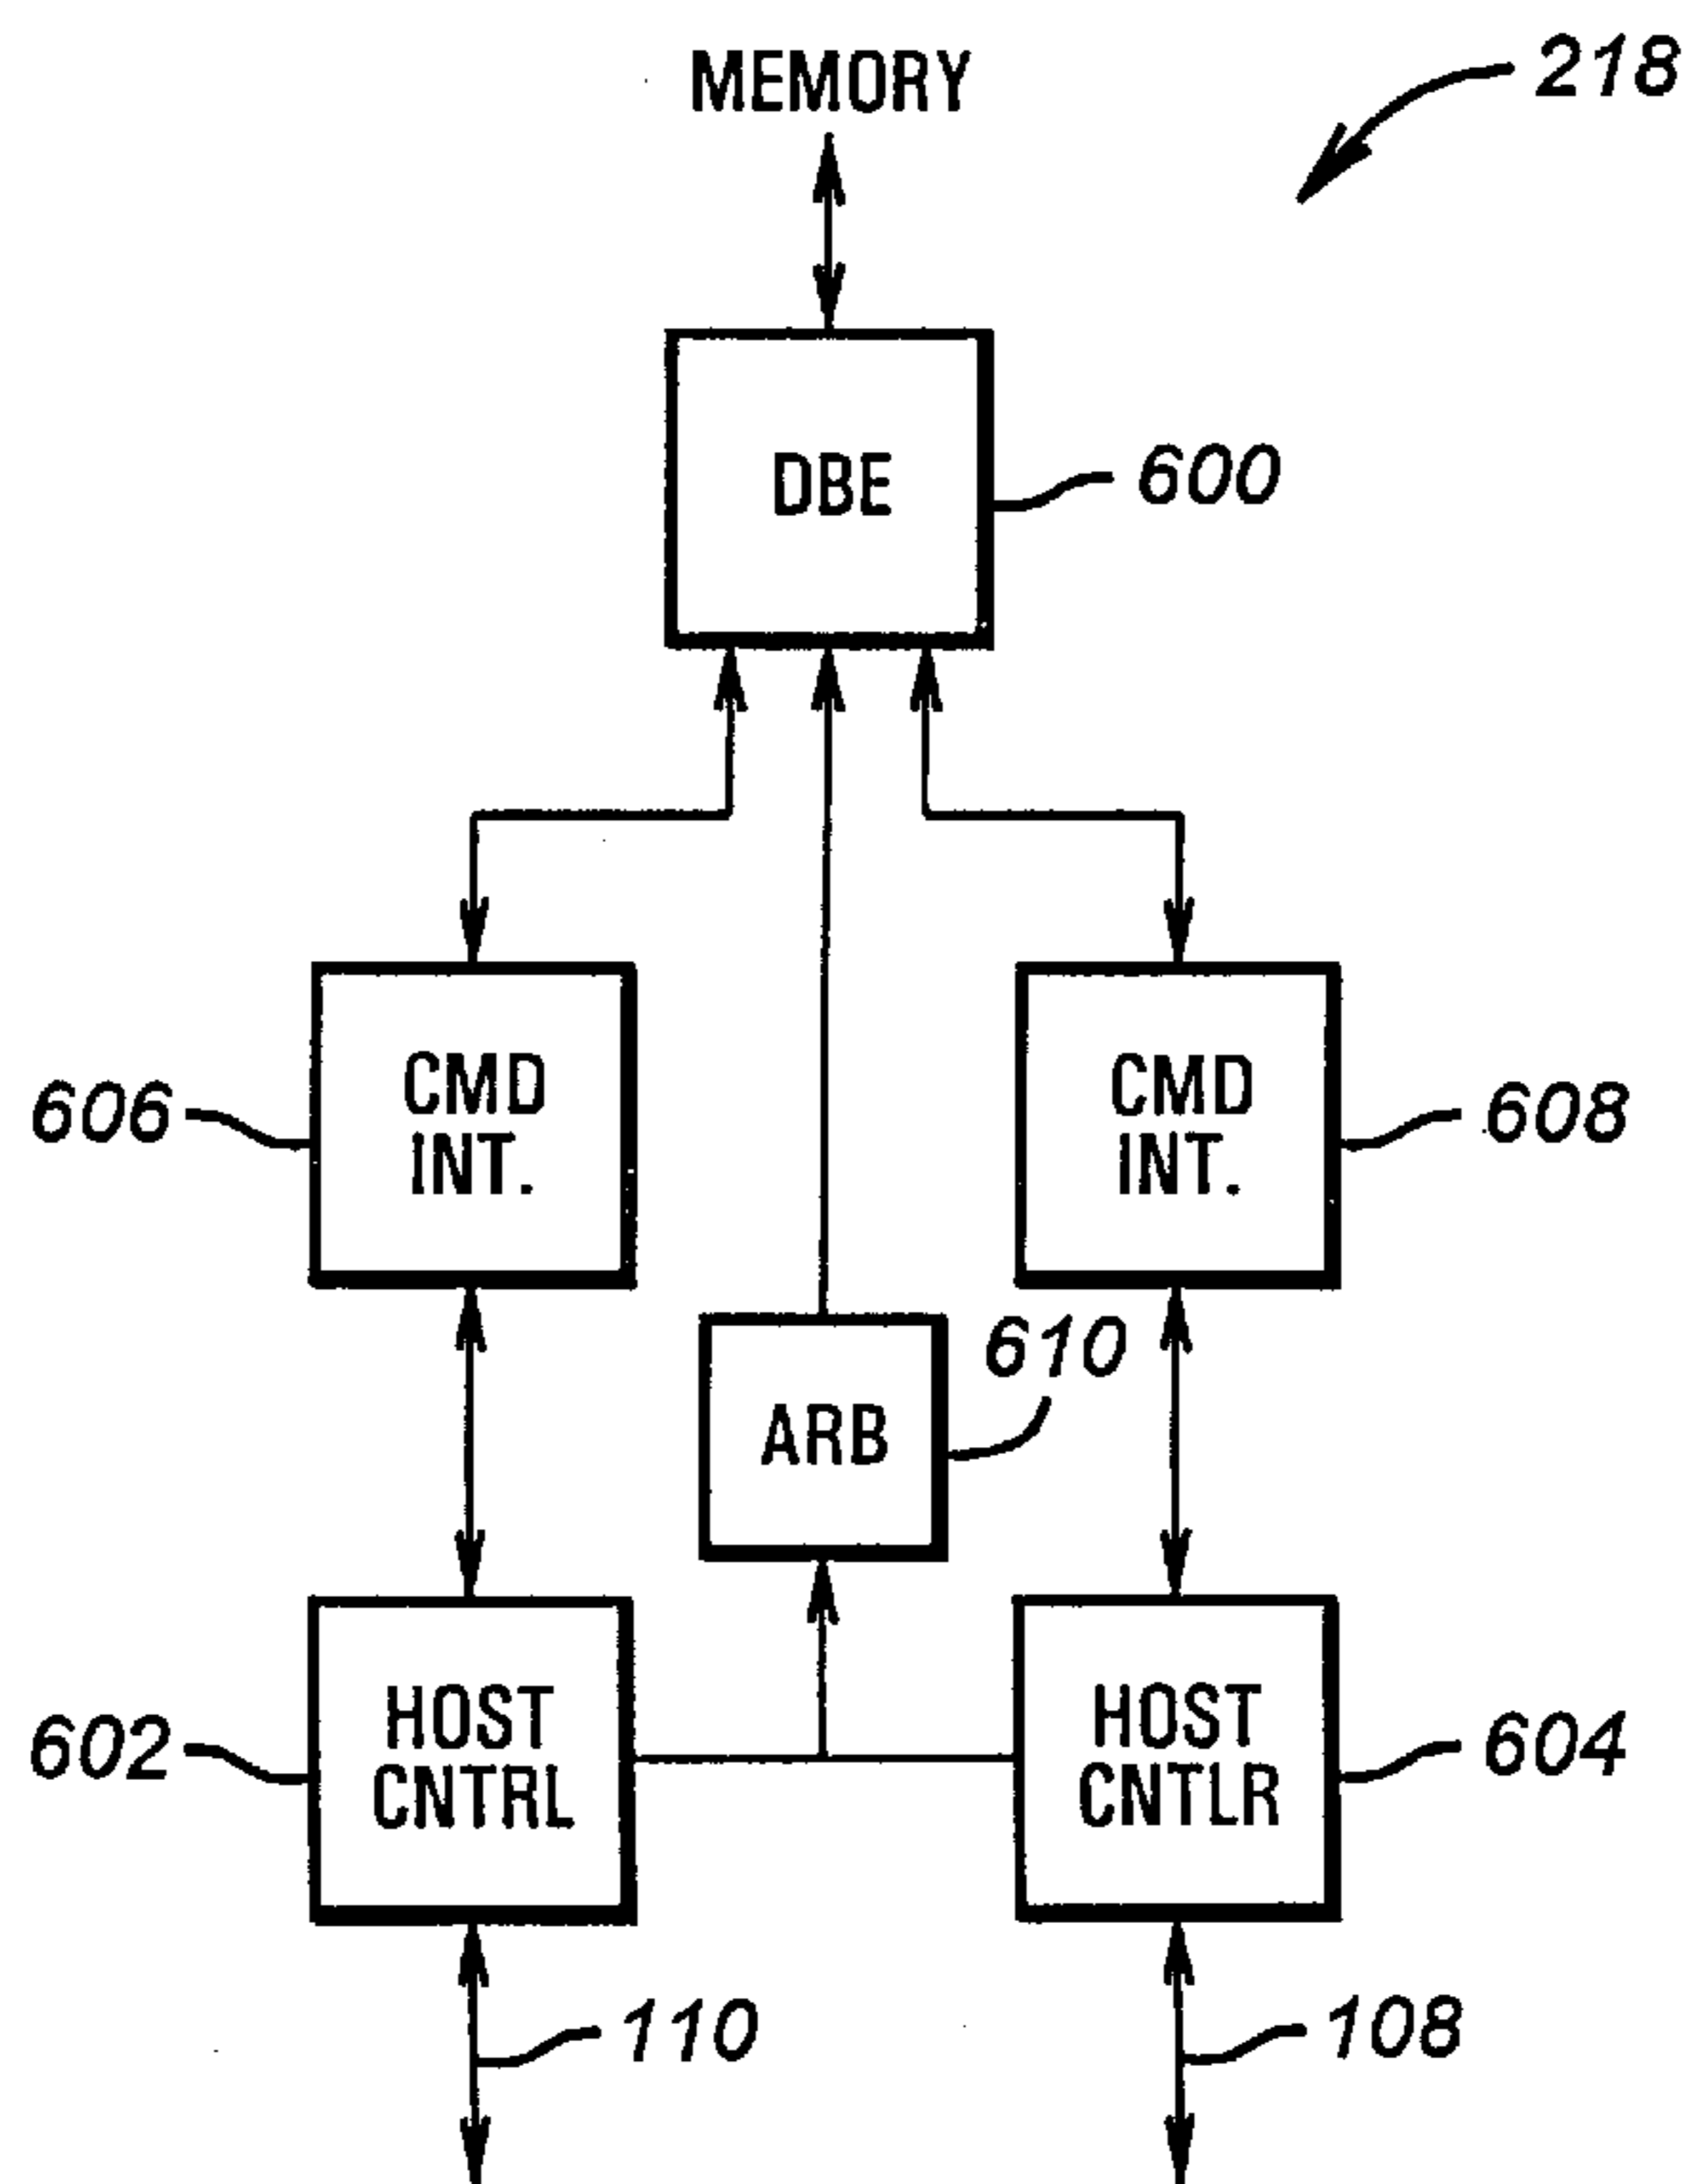 MEMORY
218
DBE
600
CMD
INT.
606
CMD
INT.
608
ARB
610
HOST
CNTRL
602
HOST
CNTLR
604
110
108